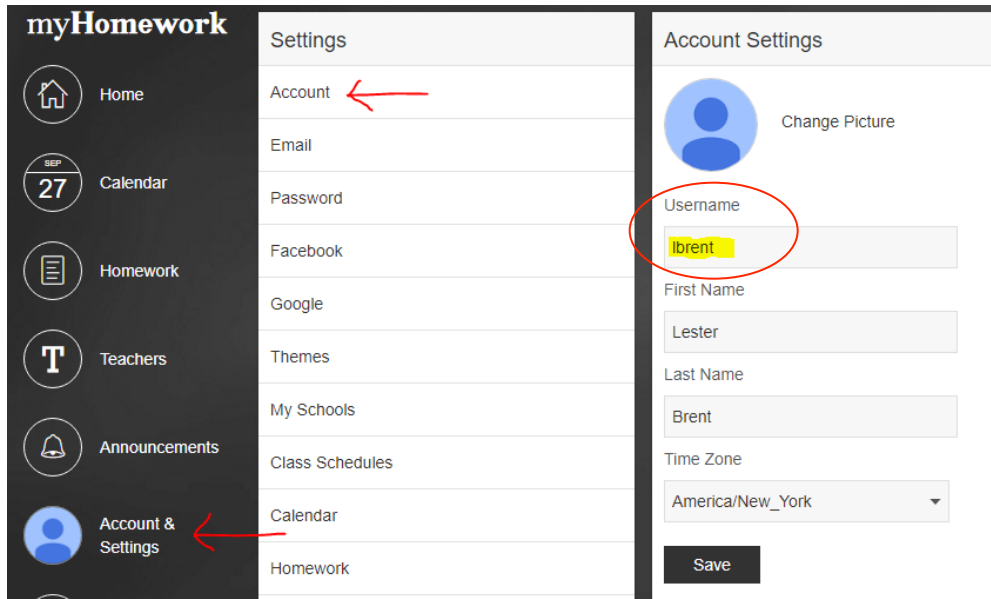 myHomework
Home
SEP
27
Calendar
Homework
T
Teachers
Announcements
Account &
Settings
Settings
Account
Email
Password
Facebook
Google
Themes
My Schools
Class Schedules
Calendar
Homework
Account Settings
Change Picture
Username
lbrent
First Name
Lester
Last Name
Brent
Time Zone
America/New_York
Save